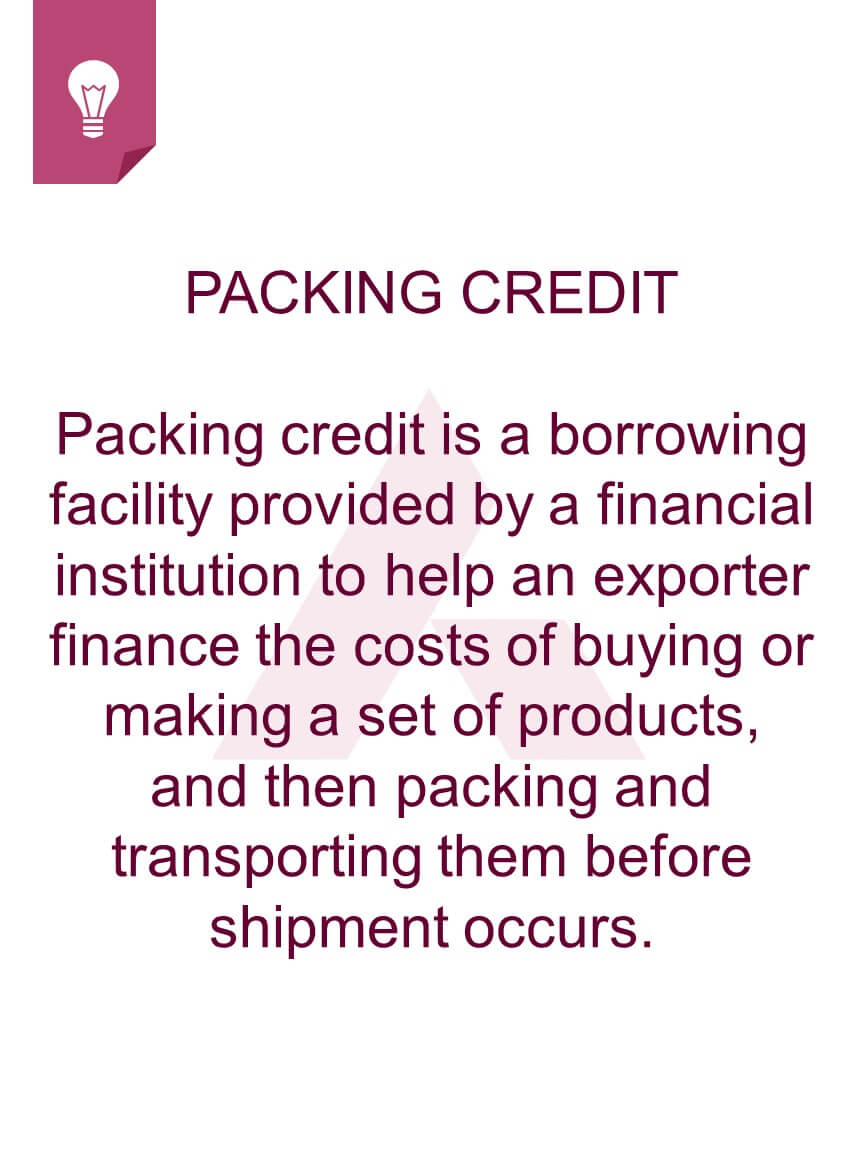 PACKING CREDIT
Packing credit is a borrowing
facility provided by a financial
institution to help an exporter
finance the costs of buying or
making a set of products,
and then packing and
transporting them before
shipment occurs.